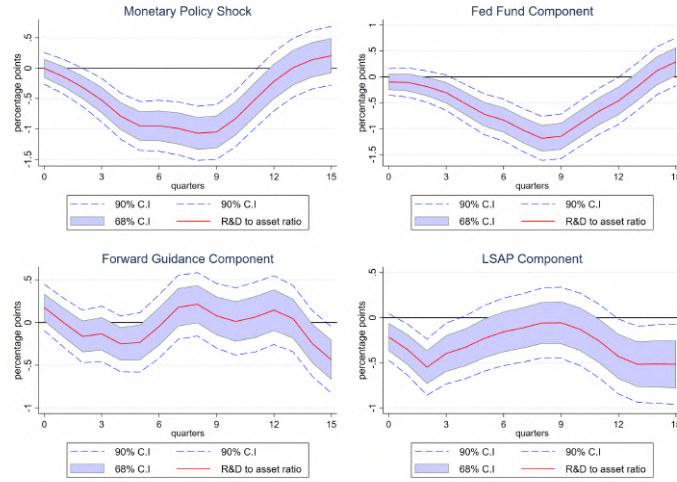 Monetary Policy Shock
percentage points
.5
0
-.5
-1
-1.5
0 3 6 9 12 15
quarters
90% C.I 90% C.I
68% C.I R&D to asset ratio
Fed Fund Component
percentage points
1
.5
0
-.5
-1
-1.5
0 3 6 9 12 15
quarters
90% C.I 90% C.I
68% C.I R&D to asset ratio
Forward Guidance Component
percentage points
.5
0
-.5
-1
0 3 6 9 12 15
quarters
90% C.I 90% C.I
68% C.I R&D to asset ratio
LSAP Component
percentage points
.5
0
-.5
-1
0 3 6 9 12 15
quarters
90% C.I 90% C.I
68% C.I R&D to asset ratio